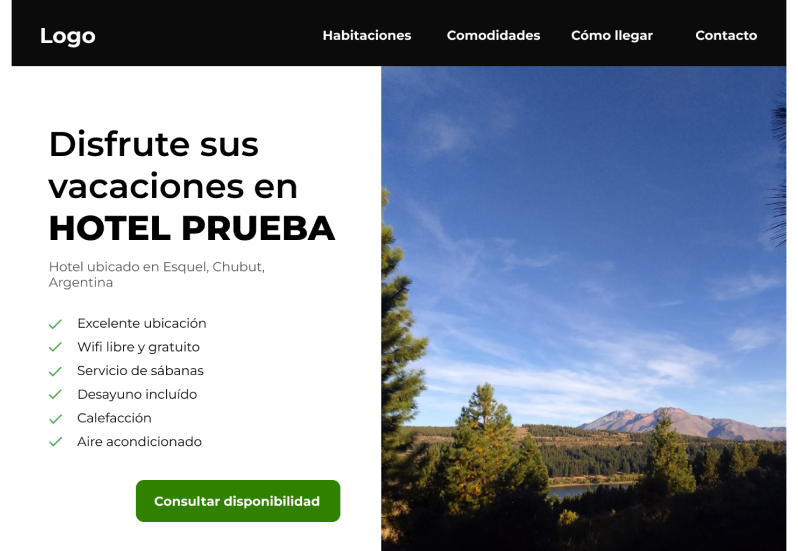 Logo
Habitaciones
Comodidades
Cómo llegar
Contacto
Disfrute sus
vacaciones en
HOTEL PRUEBA
Hotel ubicado en Esquel, Chubut,
Argentina
Excelente ubicación
Wifi libre y gratuito
Servicio de sábanas
Desayuno incluído
Calefacción
Aire acondicionado
Consultar disponibilidad